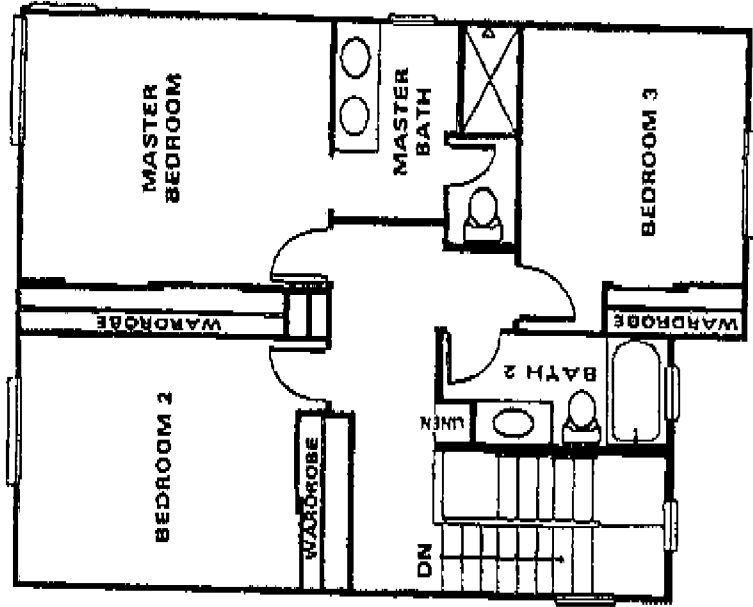 MASTER
BEDROOM
MASTER
BATH
BEDROOM 3
WARDROBE
WARDROBE
BATH 2
LINEN
BEDROOM 2
WARDROBE
DN